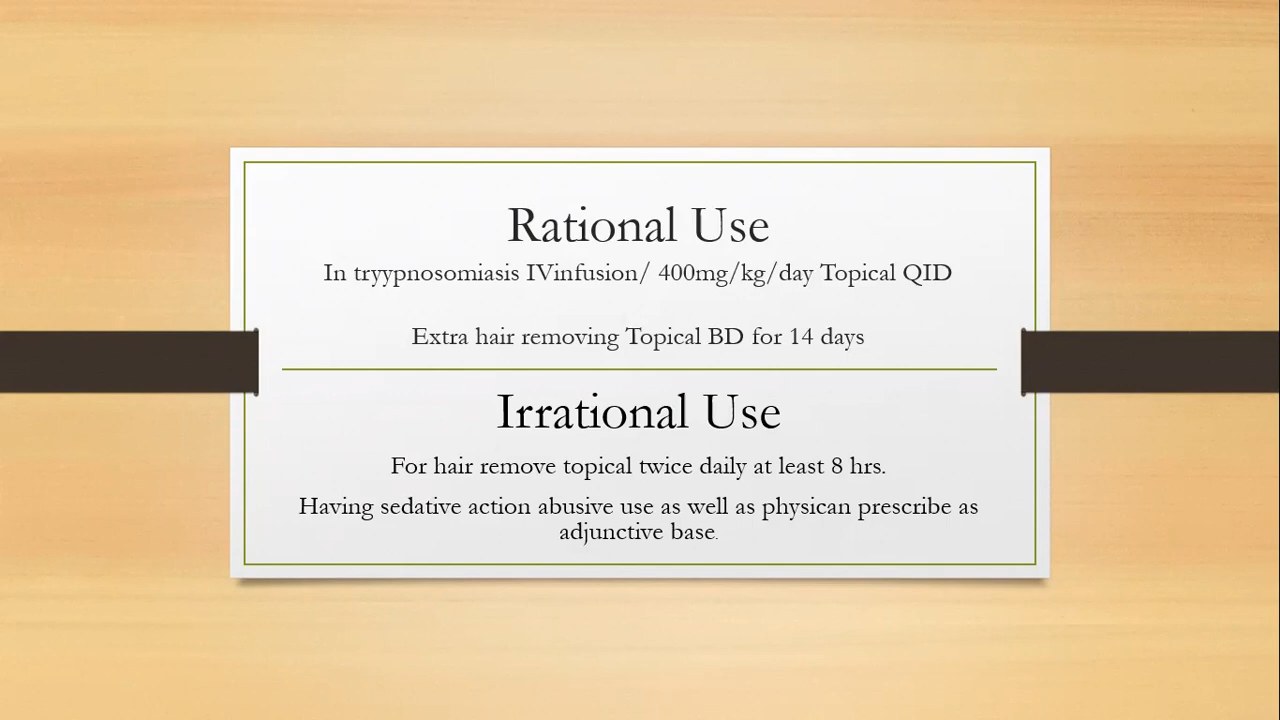 Rational Use
In tryypnosomiasis IVinfusion/ 400mg/kg/day Topical QID
Extra hair removing Topical BD for 14 days
Irrational Use
For hair remove topical twice daily at least 8 hrs.
Having sedative action abusive use as well as physican prescribe as
adjunctive base.